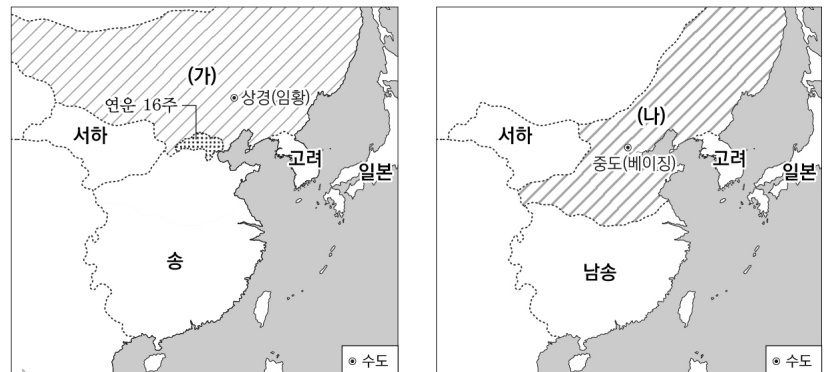 (가)
상경(임황)
연운 16주
서하
고려
일본
송
수도
(나)
서하
중도(베이징)
고려
일본
남송
수도